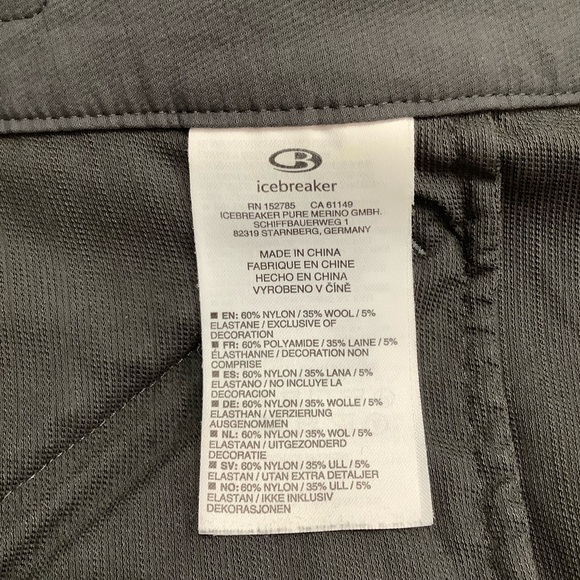 icebreaker
RN 152785 CA 61149
ICEBREAKER PURE MERINO GMBH.
SCHIFFBAUERWEG 1
82319 STARNBERG, GERMANY
MADE IN CHINA
FABRIQUE EN CHINE
HECHO EN CHINA
VYROBENO V ČÍNĚ
EN: 60% NYLON / 35% WOOL / 5%
ELASTANE / EXCLUSIVE OF
DECORATION
FR: 60% POLYAMIDE / 35% LAINE / 5%
ÉLASTHANNE / DECORATION NON
COMPRISE
ES: 60% NYLON / 35% LANA / 5%
ELASTANO / NO INCLUYE LA
DECORACION
DE: 60% NYLON / 35% WOLLE / 5%
ELASTHAN / VERZIERUNG
AUSGENOMMEN
NL: 60% NYLON / 35% WOL / 5%
ELASTAAN / UITGEZONDERD
DECORATIE
SV: 60% NYLON / 35% ULL / 5%
ELASTAN / UTAN EXTRA DETALJER
NO: 60% NYLON / 35% ULL / 5%
ELASTAN / IKKE INKLUSIV
DEKORASJONEN